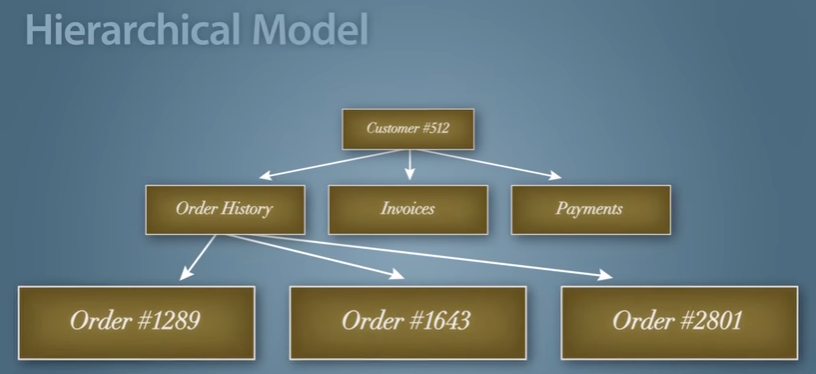 Hierarchical Model
Customer #512
Order History
Invoices
Payments
Order #1289
Order #1643
Order #2801